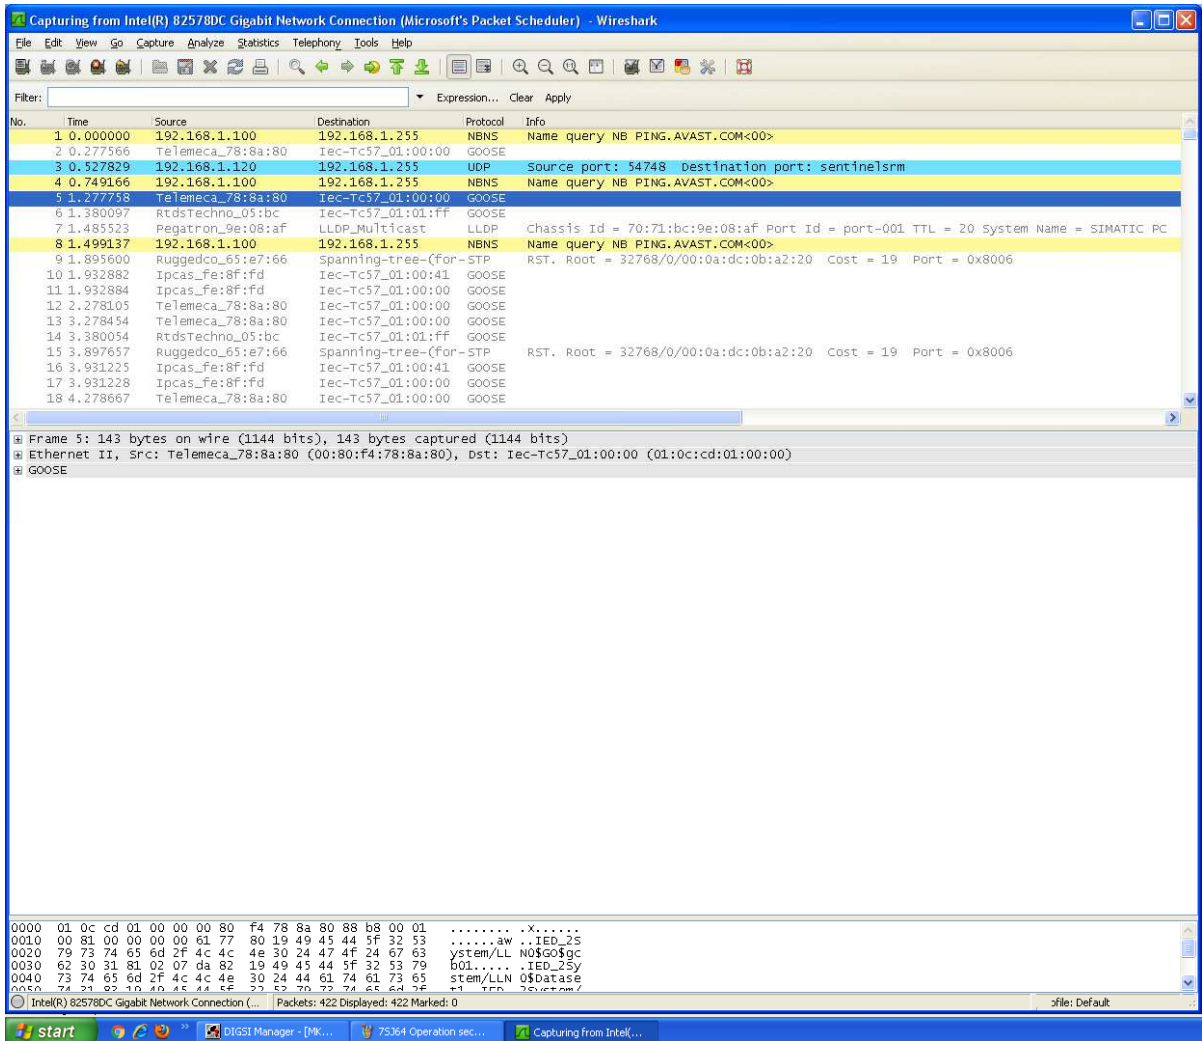 Capturing from Intel(R) 82578DC Gigabit Network Connection (Microsoft's Packet Scheduler) - Wireshark
File Edit View Go Capture Analyze Statistics Telephony Tools Help
Filter: Expression... Clear Apply
No. Time Source Destination Protocol Info
1 0.000000 192.168.1.100 192.168.1.255 NBNS Name query NB PING.AVAST.COM<00>
2 0.277566 Telemeca_78:8a:80 Iec-Tc57_01:00:00 GOOSE
3 0.527829 192.168.1.120 192.168.1.255 UDP Source port: 54748 Destination port: sentinelsrm
4 0.749166 192.168.1.100 192.168.1.255 NBNS Name query NB PING.AVAST.COM<00>
5 1.277758 Telemeca_78:8a:80 Iec-Tc57_01:00:00 GOOSE
6 1.380097 RtdsTechno_05:bc Iec-Tc57_01:01:ff GOOSE
7 1.485523 Pegatron_9e:08:af LLDP_Multicast LLDP Chassis Id = 70:71:bc:9e:08:af Port Id = port-001 TTL = 20 System Name = SIMATIC PC
8 1.499137 192.168.1.100 192.168.1.255 NBNS Name query NB PING.AVAST.COM<00>
9 1.895600 Ruggedco_65:e7:66 Spanning-tree-(for- STP RST. Root = 32768/0/00:0a:dc:0b:a2:20 Cost = 19 Port = 0x8006
10 1.932882 Ipcas_fe:8f:fd Iec-Tc57_01:00:41 GOOSE
11 1.932884 Ipcas_fe:8f:fd Iec-Tc57_01:00:00 GOOSE
12 2.278105 Telemeca_78:8a:80 Iec-Tc57_01:00:00 GOOSE
13 3.278454 Telemeca_78:8a:80 Iec-Tc57_01:00:00 GOOSE
14 3.380054 RtdsTechno_05:bc Iec-Tc57_01:01:ff GOOSE
15 3.897657 Ruggedco_65:e7:66 Spanning-tree-(for- STP RST. Root = 32768/0/00:0a:dc:0b:a2:20 Cost = 19 Port = 0x8006
16 3.931225 Ipcas_fe:8f:fd Iec-Tc57_01:00:41 GOOSE
17 3.931228 Ipcas_fe:8f:fd Iec-Tc57_01:00:00 GOOSE
18 4.278667 Telemeca_78:8a:80 Iec-Tc57_01:00:00 GOOSE
Frame 5: 143 bytes on wire (1144 bits), 143 bytes captured (1144 bits)
Ethernet II, Src: Telemeca_78:8a:80 (00:80:f4:78:8a:80), Dst: Iec-Tc57_01:00:00 (01:0c:cd:01:00:00)
GOOSE
0000 01 0c cd 01 00 00 00 80 f4 78 8a 80 88 b8 00 01 ........ .x......
0010 00 81 00 00 00 00 61 77 80 19 49 45 44 5f 32 53 ......aw ..IED_2S
0020 79 73 74 65 6d 2f 4c 4c 4e 30 24 47 4f 24 67 63 ystem/LL N0$GO$gc
0030 62 30 31 81 02 07 da 82 19 49 45 44 5f 32 53 79 b01..... .IED_2Sy
0040 73 74 65 6d 2f 4c 4c 4e 30 24 44 61 74 61 73 65 stem/LLN 0$Datase
0050 74 31 83 19 49 45 44 5f 32 53 79 73 74 65 6d 2f t1..IED_ 2System/
Intel(R) 82578DC Gigabit Network Connection (... Packets: 422 Displayed: 422 Marked: 0 ofile: Default
start DIGSI Manager - [MK... 7SJ64 Operation sec... Capturing from Intel(...